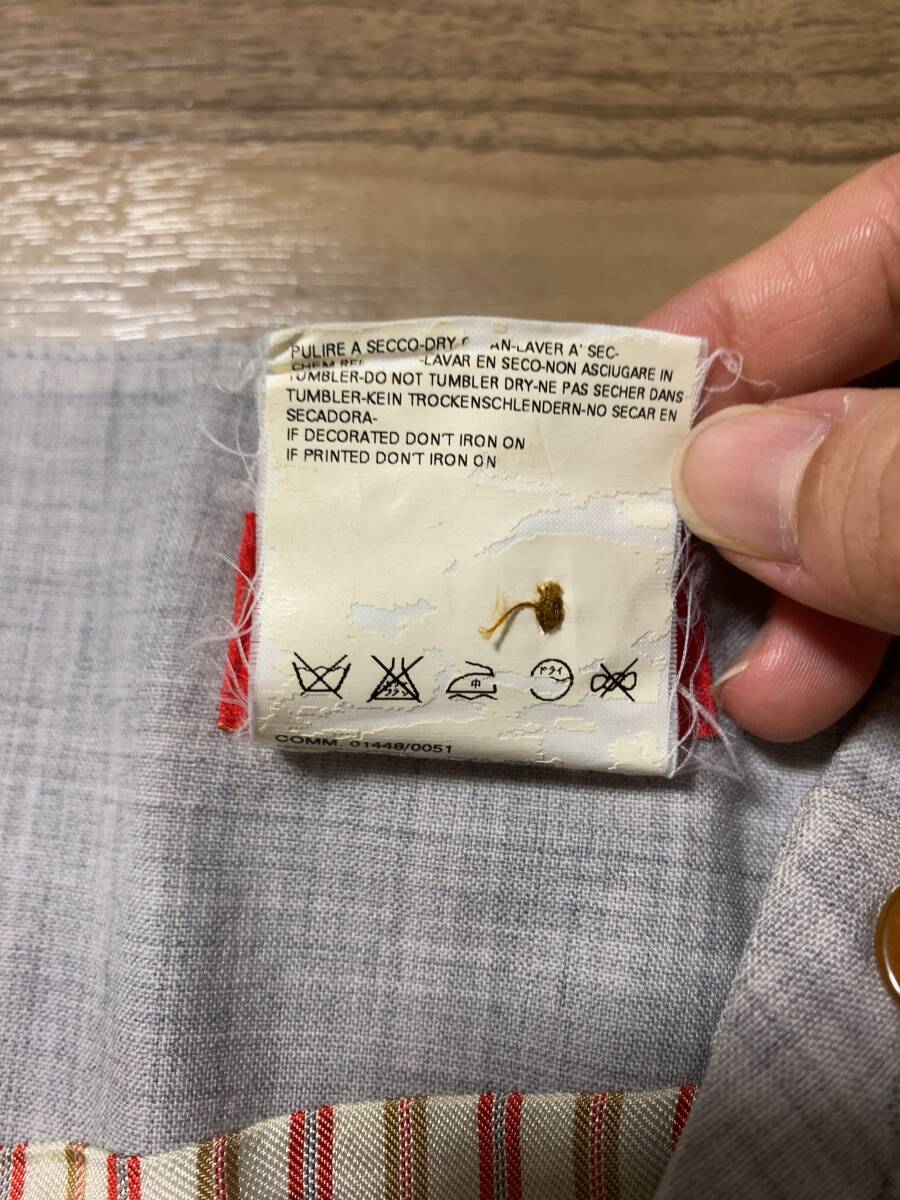 PULIRE A SECCO-DRY AN-LAVER A' SEC-
CHEM.REI -LAVAR EN SECO-NON ASCIUGARE IN
TUMBLER-DO NOT TUMBLER DRY-NE PAS SECHER DANS
TUMBLER-KEIN TROCKENSCHLENDERN-NO SECAR EN
SECADORA-
IF DECORATED DON'T IRON ON
IF PRINTED DON'T IRON ON
中 ドライ
COMM. 01448/0051